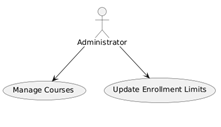 Administrator
Manage Courses
Update Enrollment Limits